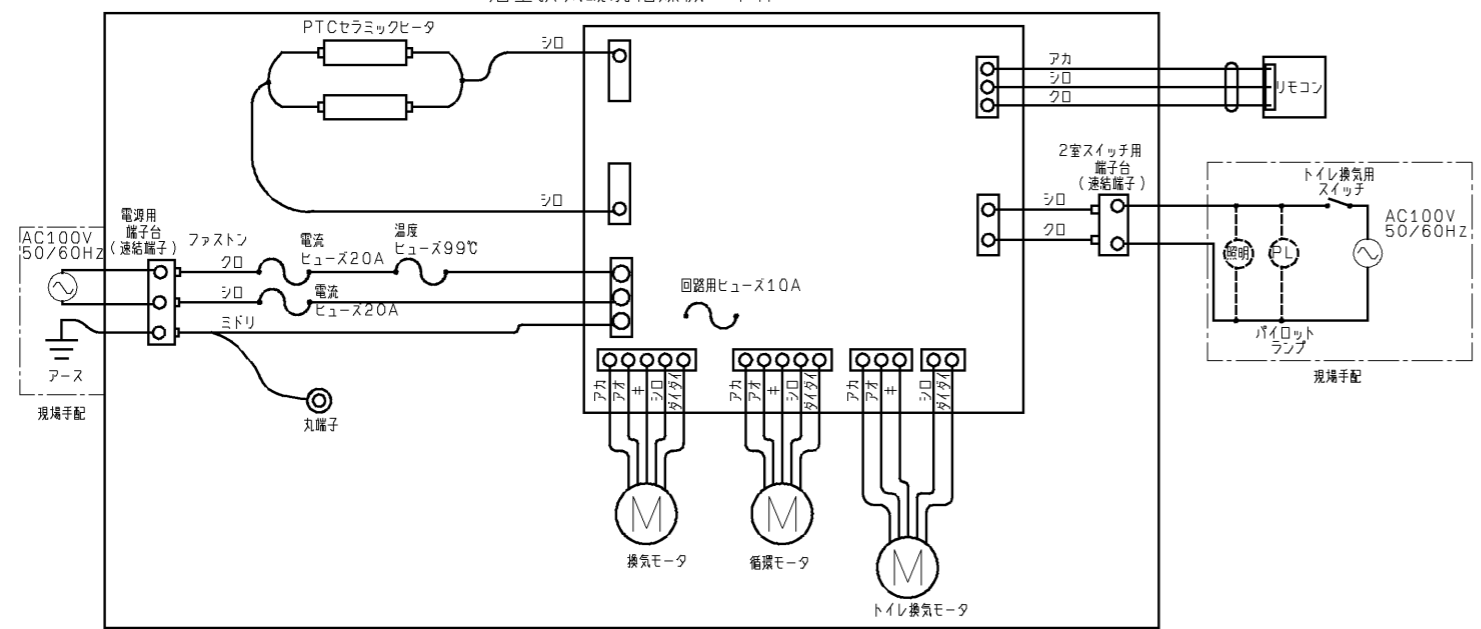 PTCセラミックヒータ
シロ
シロ
アカ
シロ
クロ
リモコン
2室スイッチ用
端子台
(速結端子)
シロ
クロ
トイレ換気用
スイッチ
AC100V
50/60Hz
照明
PL
パイロット
ランプ
現場手配
電源用
端子台
(速結端子)
AC100V
50/60Hz
アース
現場手配
ファストン
クロ
電流
ヒューズ20A
温度
ヒューズ99℃
シロ
電流
ヒューズ20A
ミドリ
丸端子
回路用ヒューズ10A
アカ
アオ
キ
シロ
ダイダイ
アカ
アオ
キ
シロ
ダイダイ
アカ
アオ
キ
シロ
ダイダイ
M
換気モータ
M
循環モータ
M
トイレ換気モータ